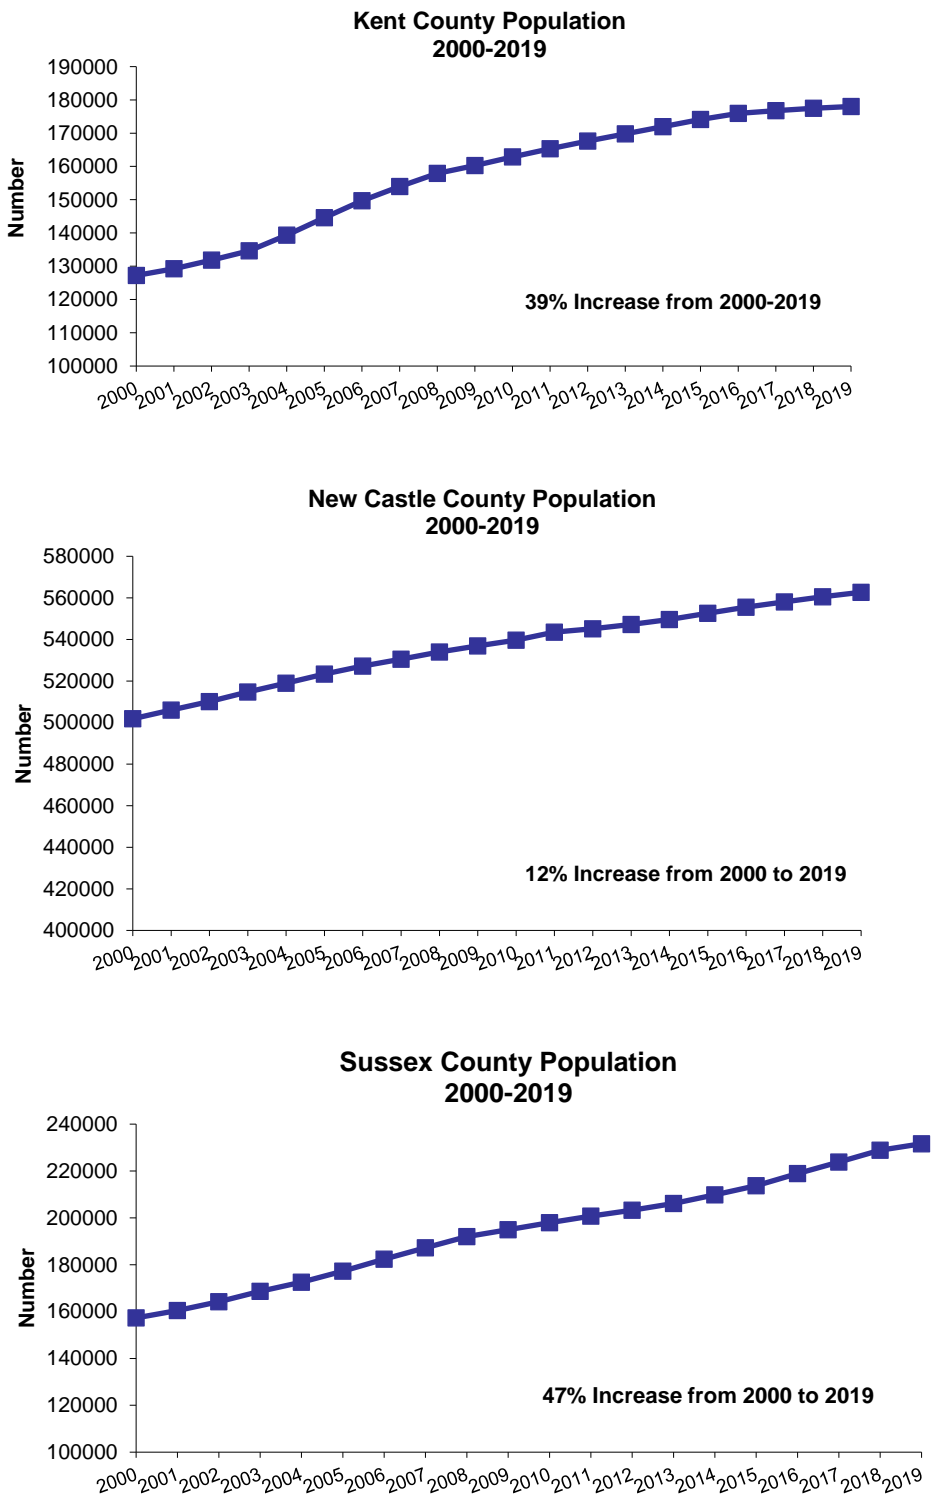 Kent County Population
2000-2019
190000
180000
170000
160000
150000
140000
130000
120000
110000
100000
Number
39% Increase from 2000-2019
2000 2001 2002 2003 2004 2005 2006 2007 2008 2009 2010 2011 2012 2013 2014 2015 2016 2017 2018 2019
New Castle County Population
2000-2019
580000
560000
540000
520000
500000
480000
460000
440000
420000
400000
Number
12% Increase from 2000 to 2019
2000 2001 2002 2003 2004 2005 2006 2007 2008 2009 2010 2011 2012 2013 2014 2015 2016 2017 2018 2019
Sussex County Population
2000-2019
240000
220000
200000
180000
160000
140000
120000
100000
Number
47% Increase from 2000 to 2019
2000 2001 2002 2003 2004 2005 2006 2007 2008 2009 2010 2011 2012 2013 2014 2015 2016 2017 2018 2019